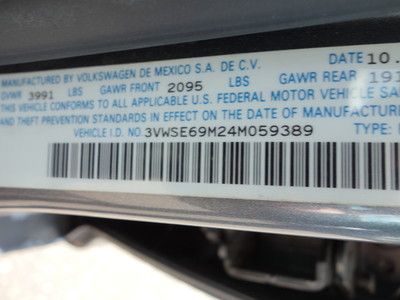 MANUFACTURED BY VOLKSWAGEN DE MEXICO S.A. DE C.V. DATE 10.
GVWR 3991 LBS GAWR FRONT 2095 LBS GAWR REAR 191
THIS VEHICLE CONFORMS TO ALL APPLICABLE U.S. FEDERAL MOTOR VEHICLE SA
AND THEFT PREVENTION STANDARDS IN EFFECT ON THE DATE OF MANUFACTURE
VEHICLE I.D. NO. 3VWSE69M24M059389 TYPE: